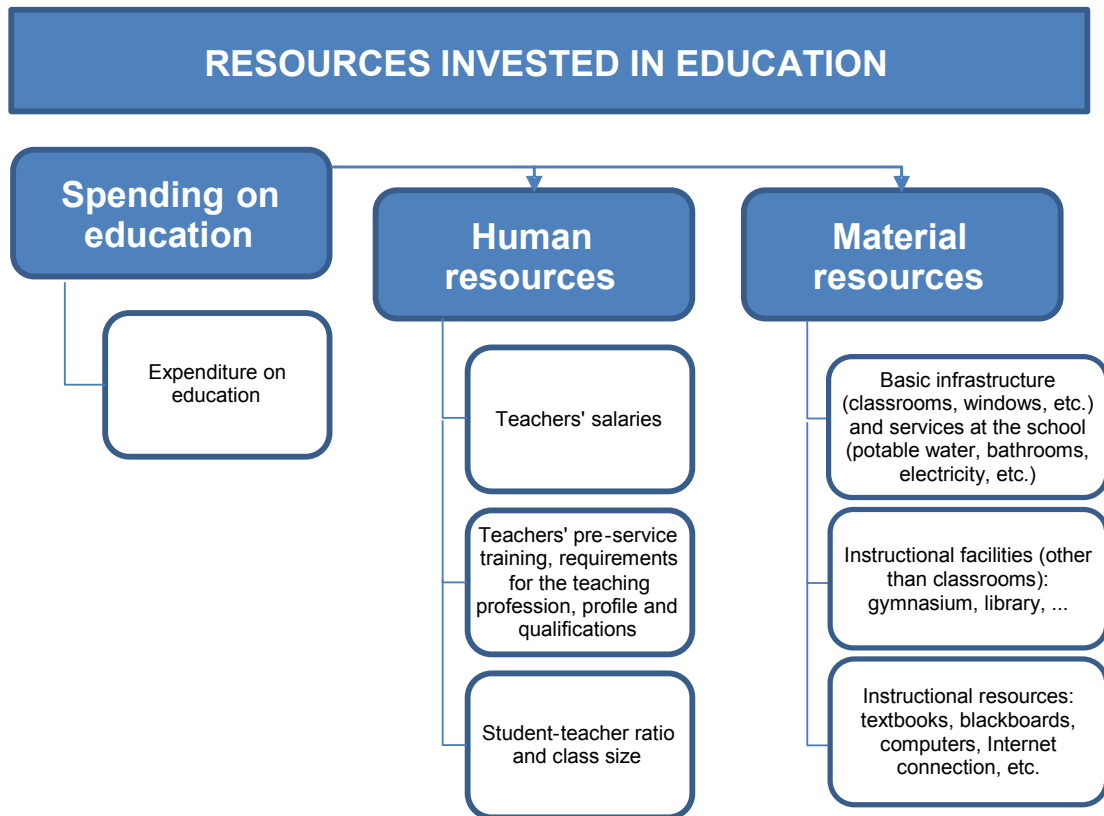 RESOURCES INVESTED IN EDUCATION
Spending on
education
Expenditure on
education
Human
resources
Teachers' salaries
Teachers' pre-service
training, requirements
for the teaching
profession, profile and
qualifications
Student-teacher ratio
and class size
Material
resources
Basic infrastructure
(classrooms, windows, etc.)
and services at the school
(potable water, bathrooms,
electricity, etc.)
Instructional facilities (other
than classrooms):
gymnasium, library, ...
Instructional resources:
textbooks, blackboards,
computers, Internet
connection, etc.